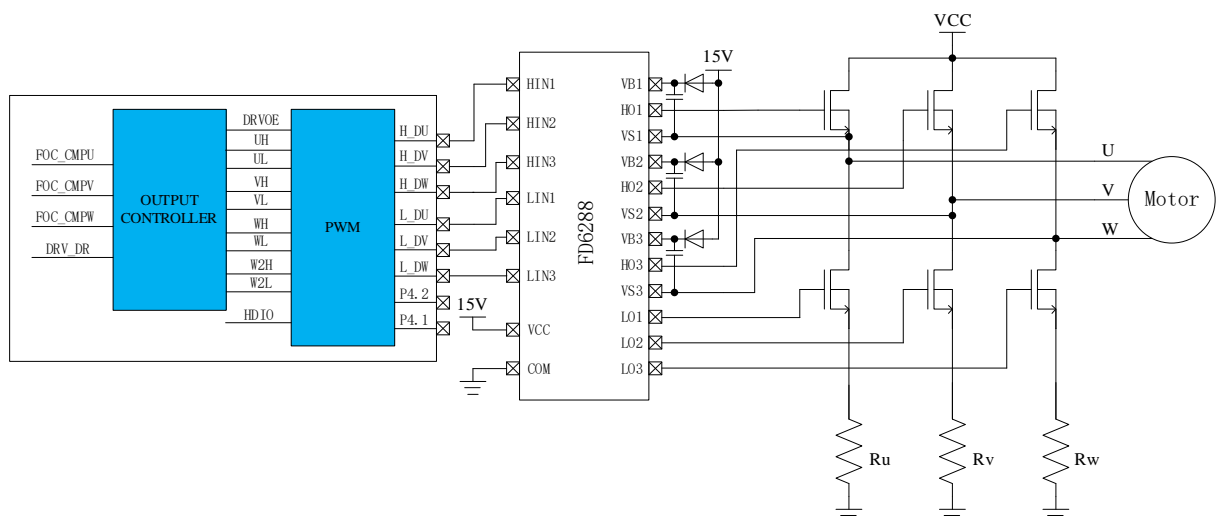 FOC_CMPU
FOC_CMPV
FOC_CMPW
DRV_DR
OUTPUT
CONTROLLER
DRVOE
UH
UL
VH
VL
WH
WL
W2H
W2L
HDIO
PWM
H_DU
H_DV
H_DW
L_DU
L_DV
L_DW
P4.2
P4.1
15V
HIN1
HIN2
HIN3
LIN1
LIN2
LIN3
VCC
COM
FD6288
VB1
HO1
VS1
VB2
HO2
VS2
VB3
HO3
VS3
LO1
LO2
LO3
15V
VCC
U
V
W
Motor
Ru
Rv
Rw